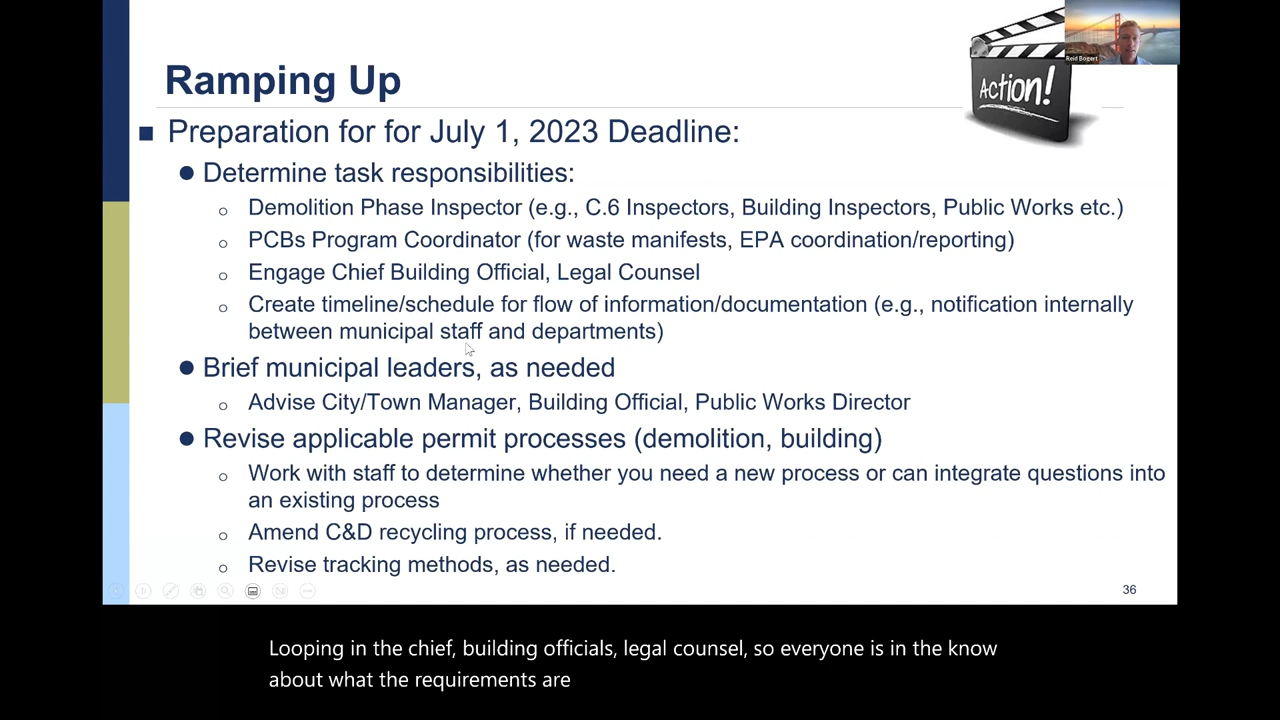 Ramping Up
Action!
Reid Bogert
Preparation for for July 1, 2023 Deadline:
Determine task responsibilities:
Demolition Phase Inspector (e.g., C.6 Inspectors, Building Inspectors, Public Works etc.)
PCBs Program Coordinator (for waste manifests, EPA coordination/reporting)
Engage Chief Building Official, Legal Counsel
Create timeline/schedule for flow of information/documentation (e.g., notification internally
between municipal staff and departments)
Brief municipal leaders, as needed
Advise City/Town Manager, Building Official, Public Works Director
Revise applicable permit processes (demolition, building)
Work with staff to determine whether you need a new process or can integrate questions into
an existing process
Amend C&D recycling process, if needed.
Revise tracking methods, as needed.
36
Looping in the chief, building officials, legal counsel, so everyone is in the know
about what the requirements are